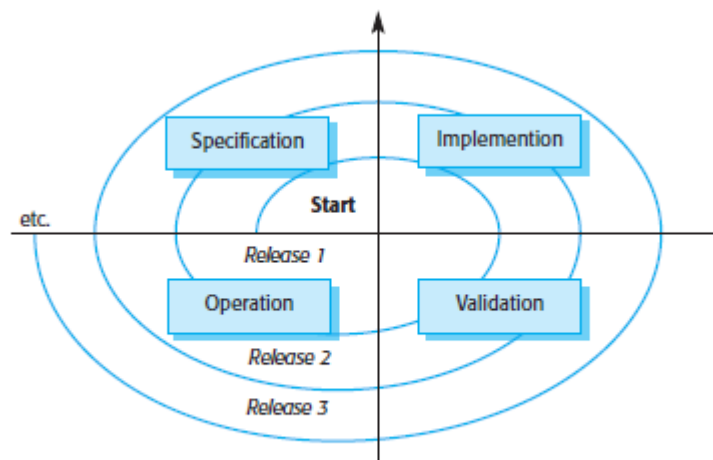 Specification
Implemention
Start
etc.
Release 1
Operation
Validation
Release 2
Release 3